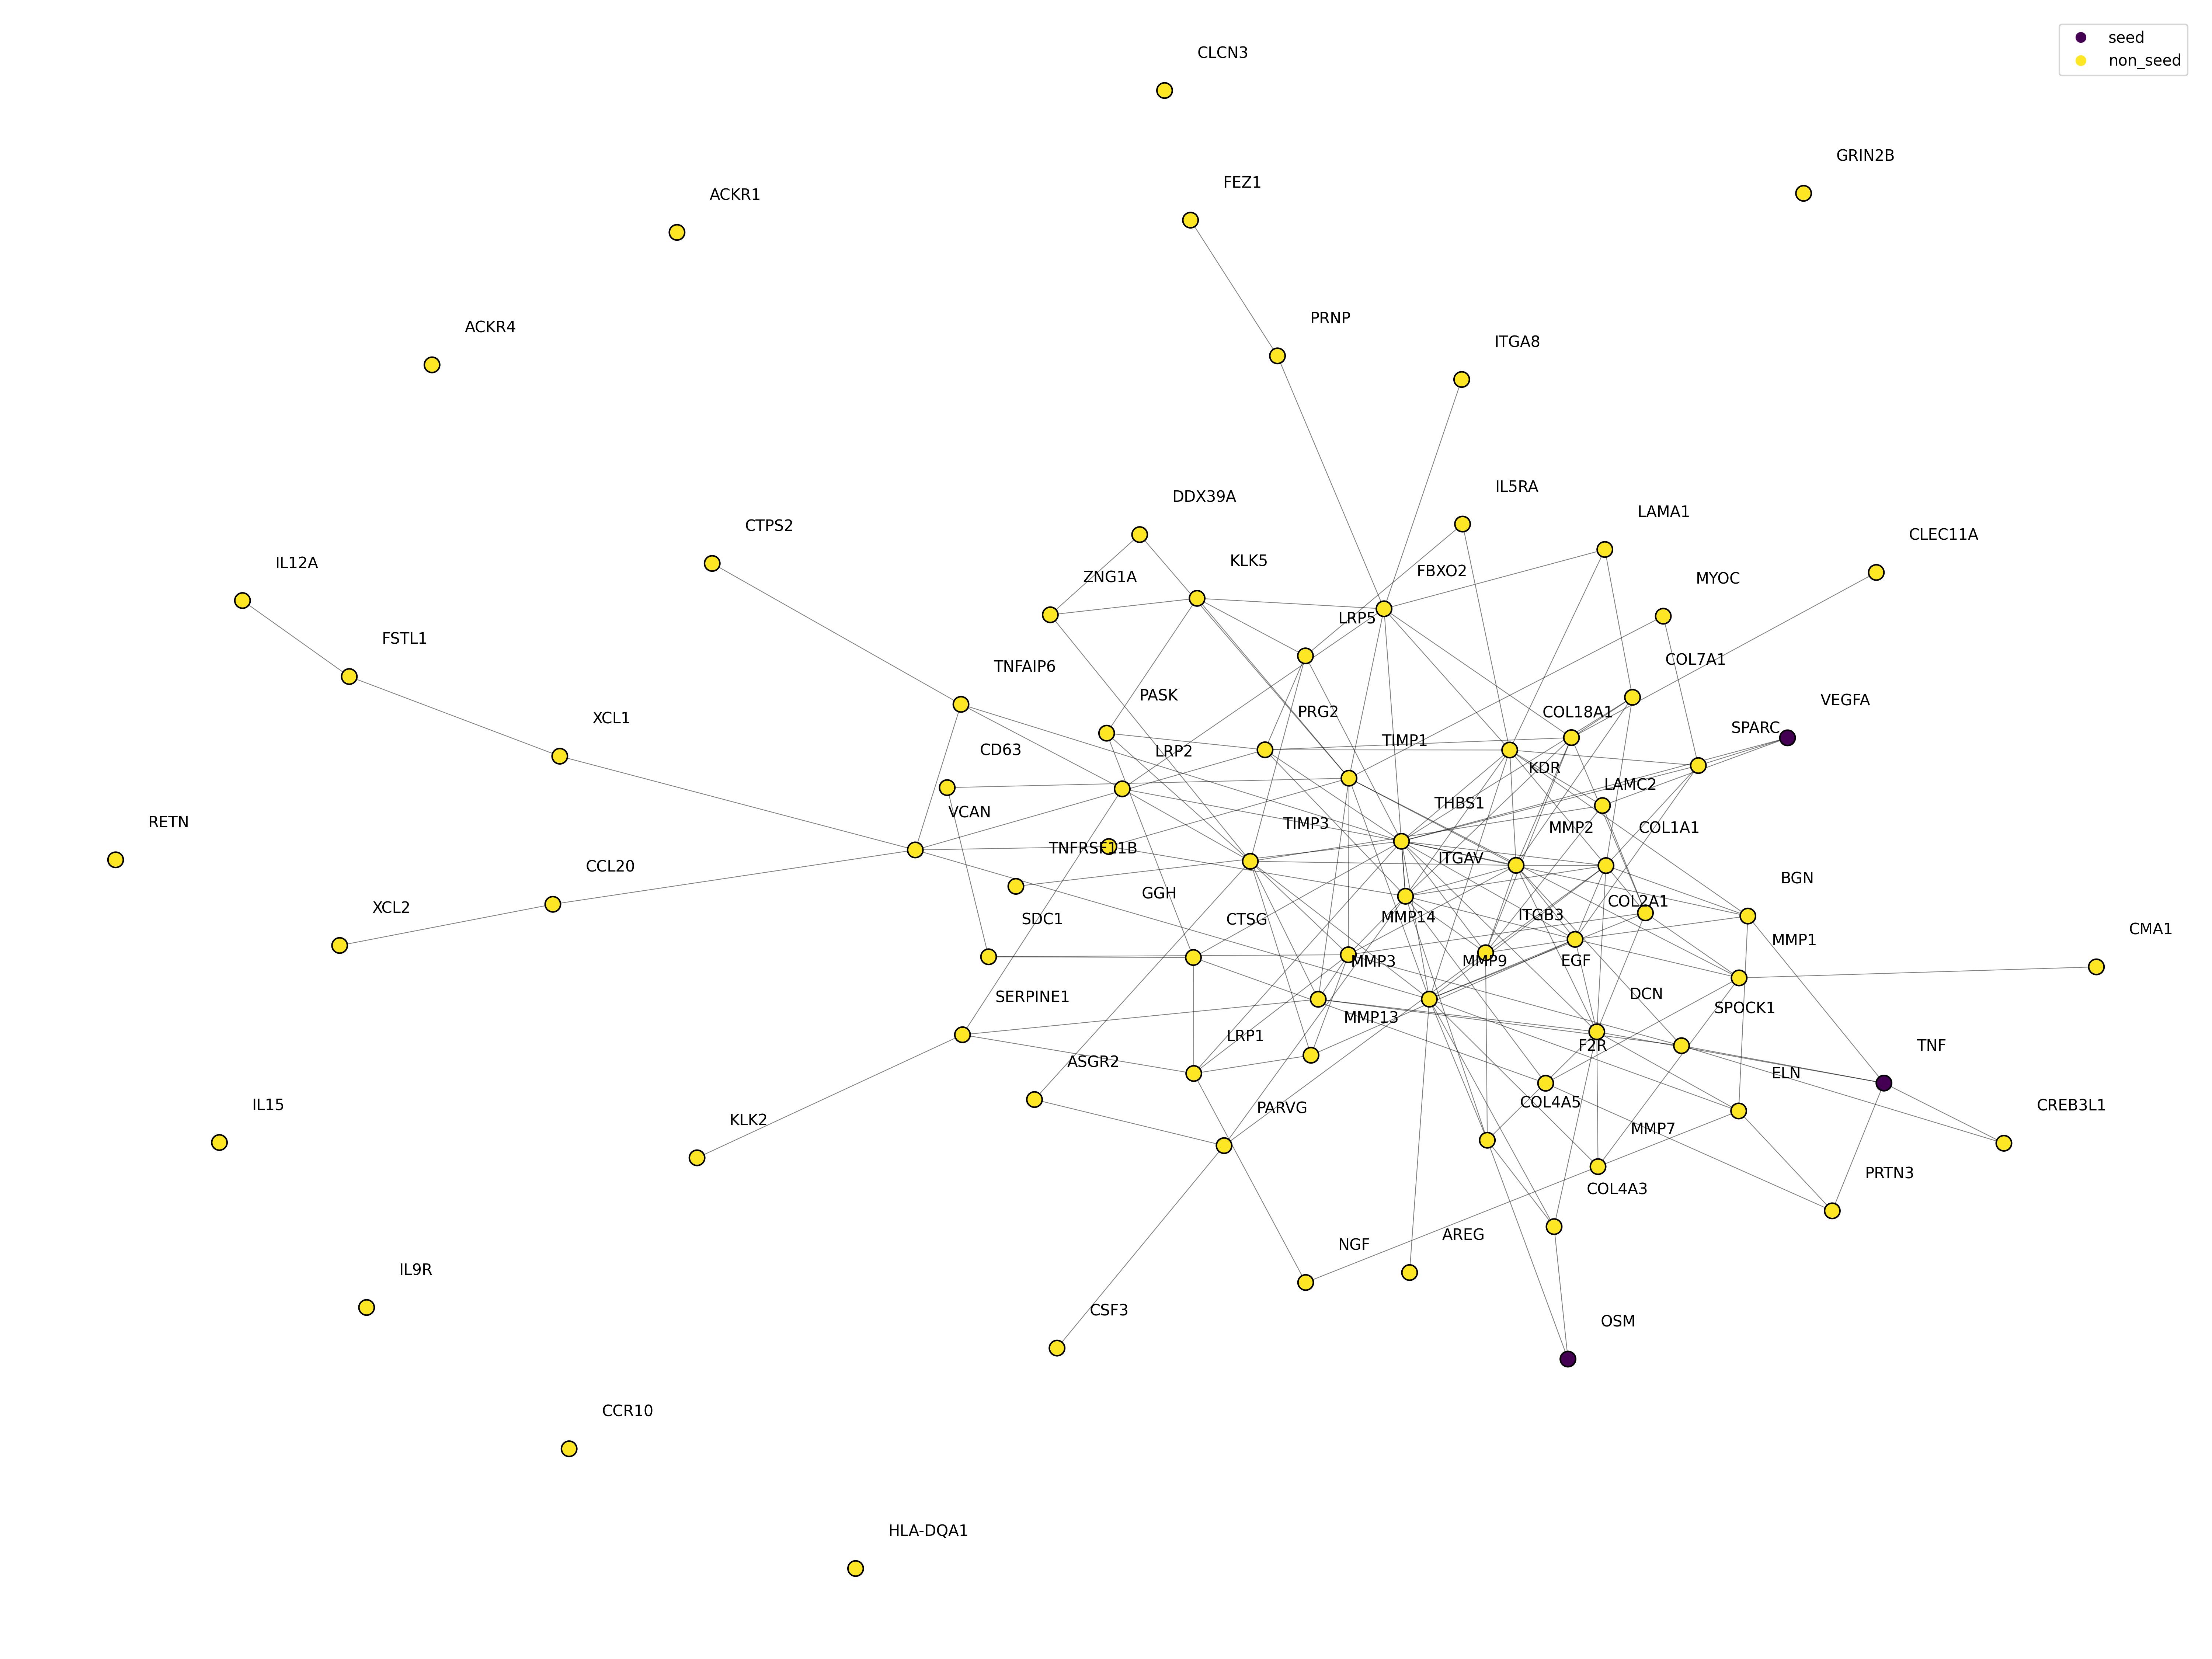 seed
non_seed
CLCN3
GRIN2B
FEZ1
ACKR1
PRNP
ACKR4
ITGA8
IL5RA
DDX39A
LAMA1
CTPS2
CLEC11A
KLK5
IL12A
FBXO2
ZNG1A
MYOC
LRP5
FSTL1
COL7A1
TNFAIP6
PASK
VEGFA
PRG2
COL18A1
XCL1
SPARC
TIMP1
CD63
LRP2
KDR
LAMC2
THBS1
VCAN
RETN
TIMP3
MMP2
COL1A1
TNFRSF11B
ITGAV
CCL20
BGN
GGH
COL2A1
XCL2
ITGB3
MMP14
SDC1
CTSG
CMA1
MMP1
MMP3
MMP9
EGF
DCN
SERPINE1
SPOCK1
MMP13
LRP1
F2R
TNF
ASGR2
ELN
COL4A5
IL15
CREB3L1
PARVG
KLK2
MMP7
PRTN3
COL4A3
AREG
NGF
IL9R
CSF3
OSM
CCR10
HLA-DQA1